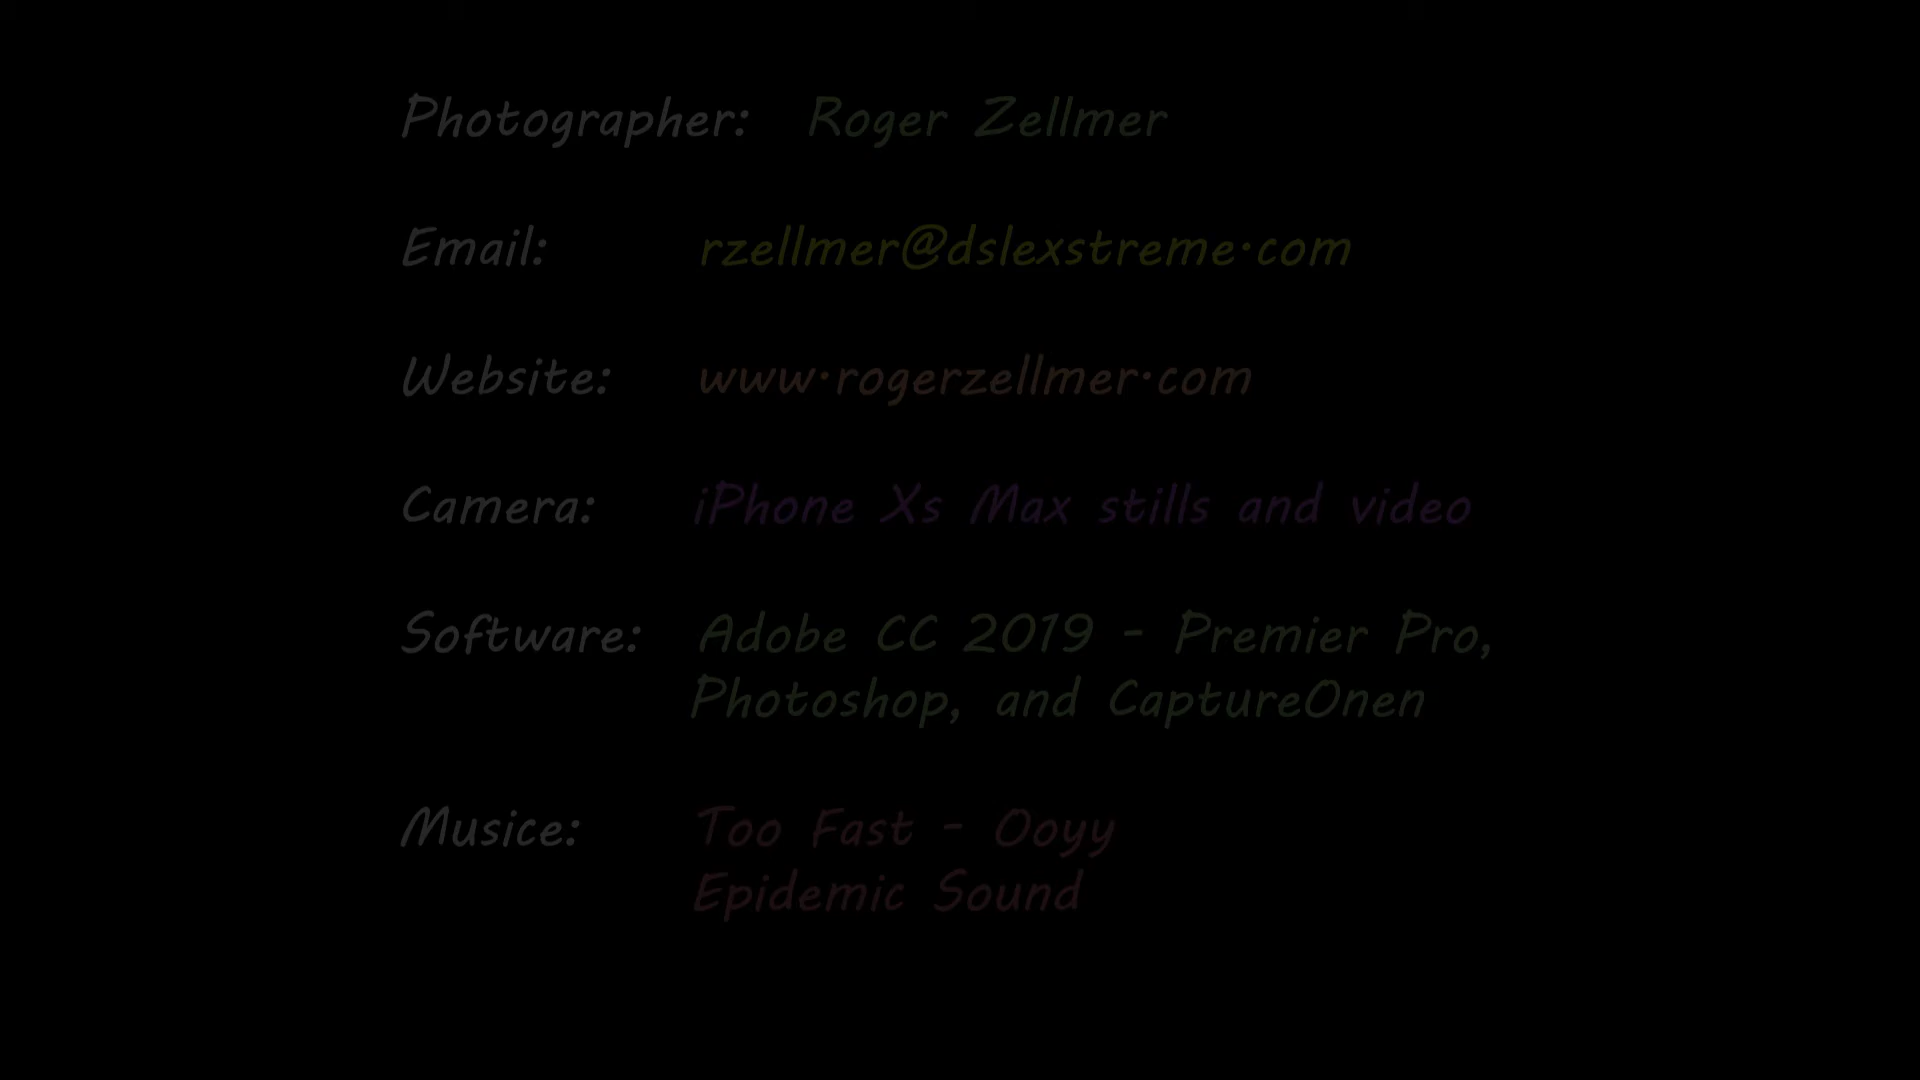 Photographer: Roger Zellmer
Email: rzellmer@dslexstreme.com
Website: www.rogerzellmer.com
Camera: iPhone Xs Max stills and video
Software: Adobe CC 2019 - Premier Pro,
Photoshop, and CaptureOnen
Musice: Too Fast - Ooyy
Epidemic Sound